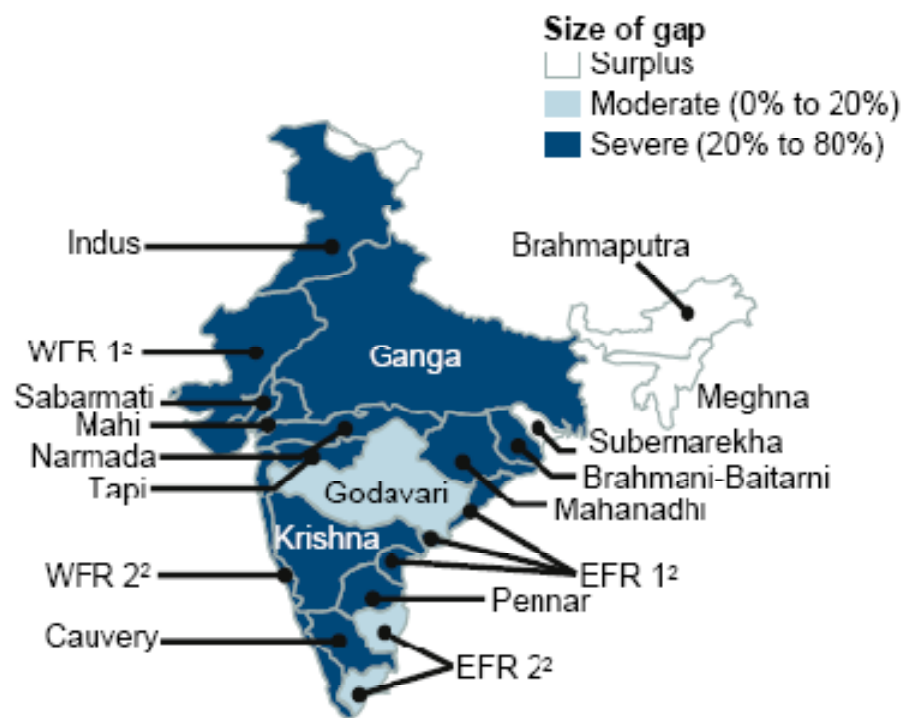 Size of gap
Surplus
Moderate (0% to 20%)
Severe (20% to 80%)
Indus
Brahmaputra
WFR 1²
Ganga
Sabarmati
Mahi
Meghna
Narmada
Subernarekha
Tapi
Brahmani-Baitarni
Godavari
Mahanadhi
Krishna
WFR 2²
EFR 1²
Pennar
Cauvery
EFR 2²